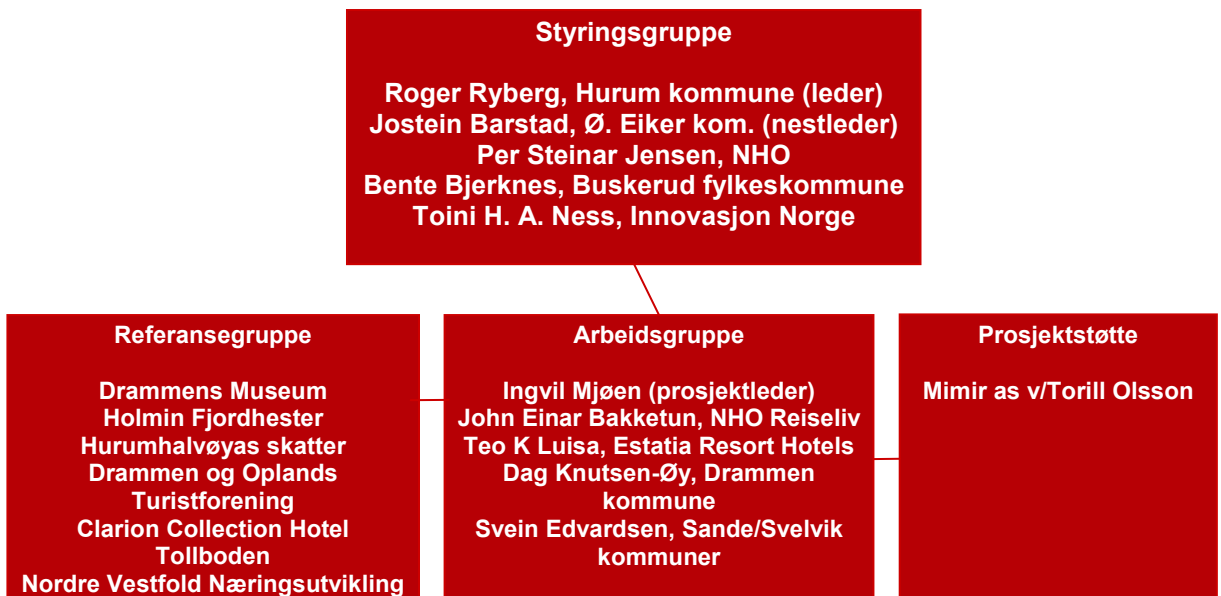 Styringsgruppe
Roger Ryberg, Hurum kommune (leder)
Jostein Barstad, Ø. Eiker kom. (nestleder)
Per Steinar Jensen, NHO
Bente Bjerknes, Buskerud fylkeskommune
Toini H. A. Ness, Innovasjon Norge
Referansegruppe
Drammens Museum
Holmin Fjordhester
Hurumhalvøyas skatter
Drammen og Oplands
Turistforening
Clarion Collection Hotel
Tollboden
Nordre Vestfold Næringsutvikling
Arbeidsgruppe
Ingvil Mjøen (prosjektleder)
John Einar Bakketun, NHO Reiseliv
Teo K Luisa, Estatia Resort Hotels
Dag Knutsen-Øy, Drammen
kommune
Svein Edvardsen, Sande/Svelvik
kommuner
Prosjektstøtte
Mimir as v/Torill Olsson